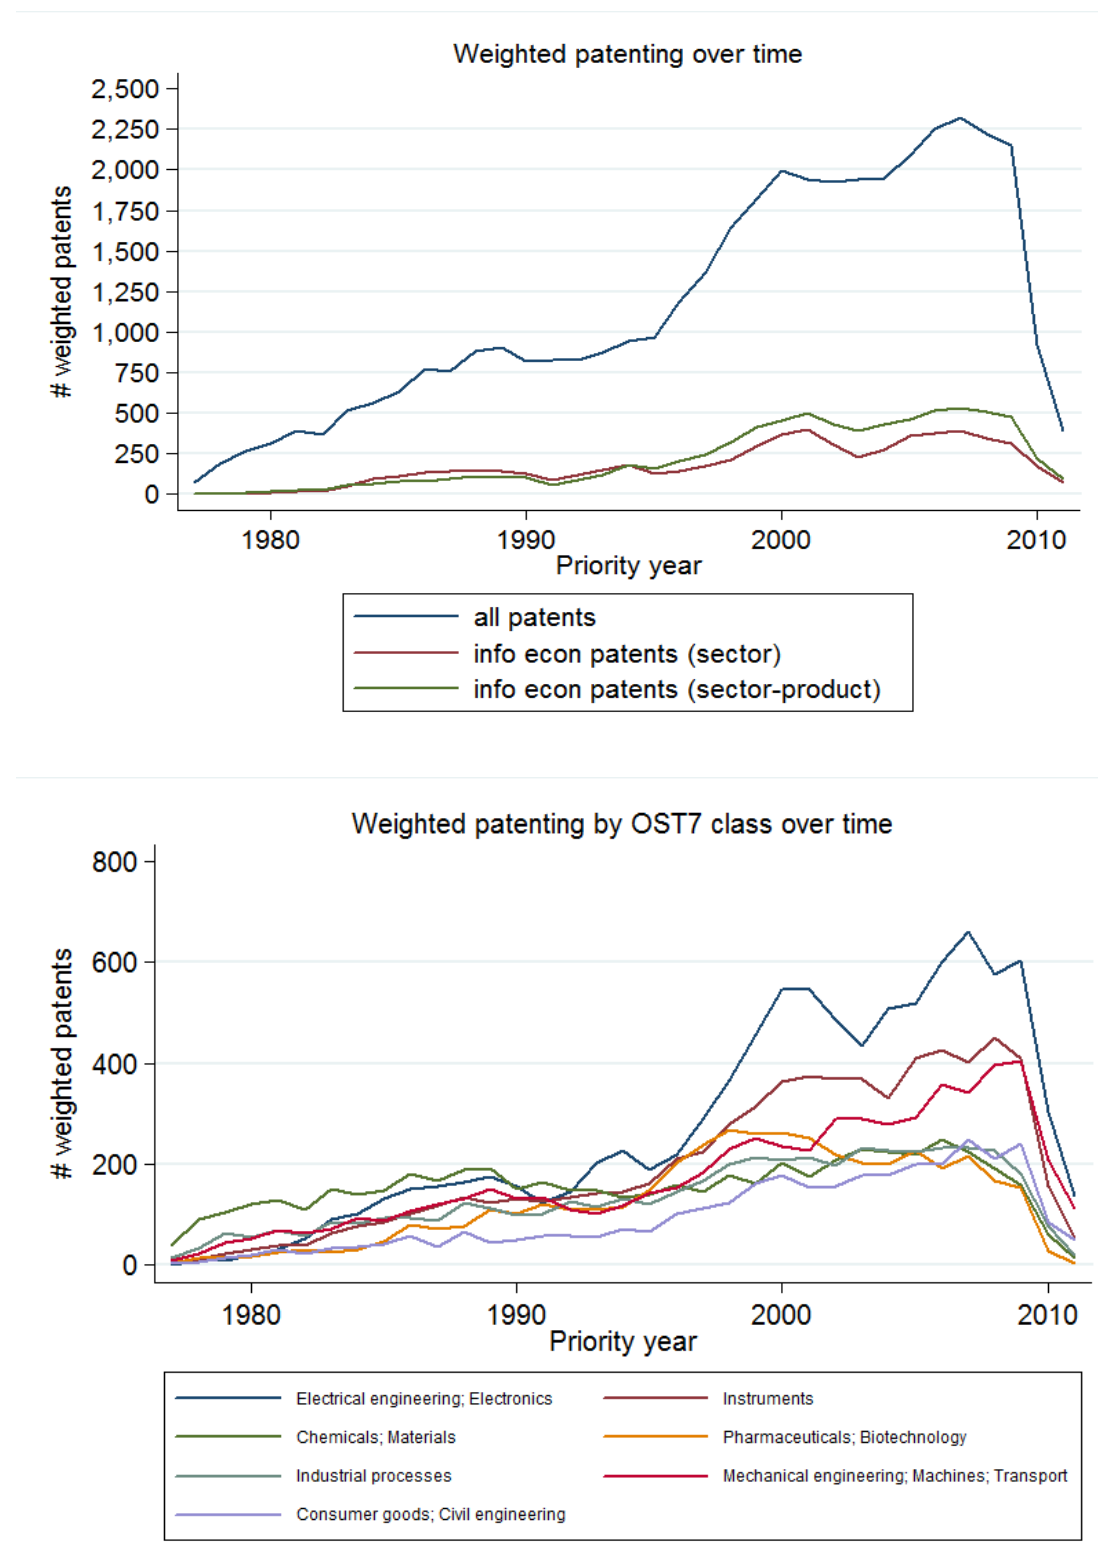 Weighted patenting over time
# weighted patents
2,500
2,250
2,000
1,750
1,500
1,250
1,000
750
500
250
0
1980 1990 2000 2010
Priority year
all patents
info econ patents (sector)
info econ patents (sector-product)
Weighted patenting by OST7 class over time
# weighted patents
800
600
400
200
0
1980 1990 2000 2010
Priority year
Electrical engineering; Electronics Instruments
Chemicals; Materials Pharmaceuticals; Biotechnology
Industrial processes Mechanical engineering; Machines; Transport
Consumer goods; Civil engineering